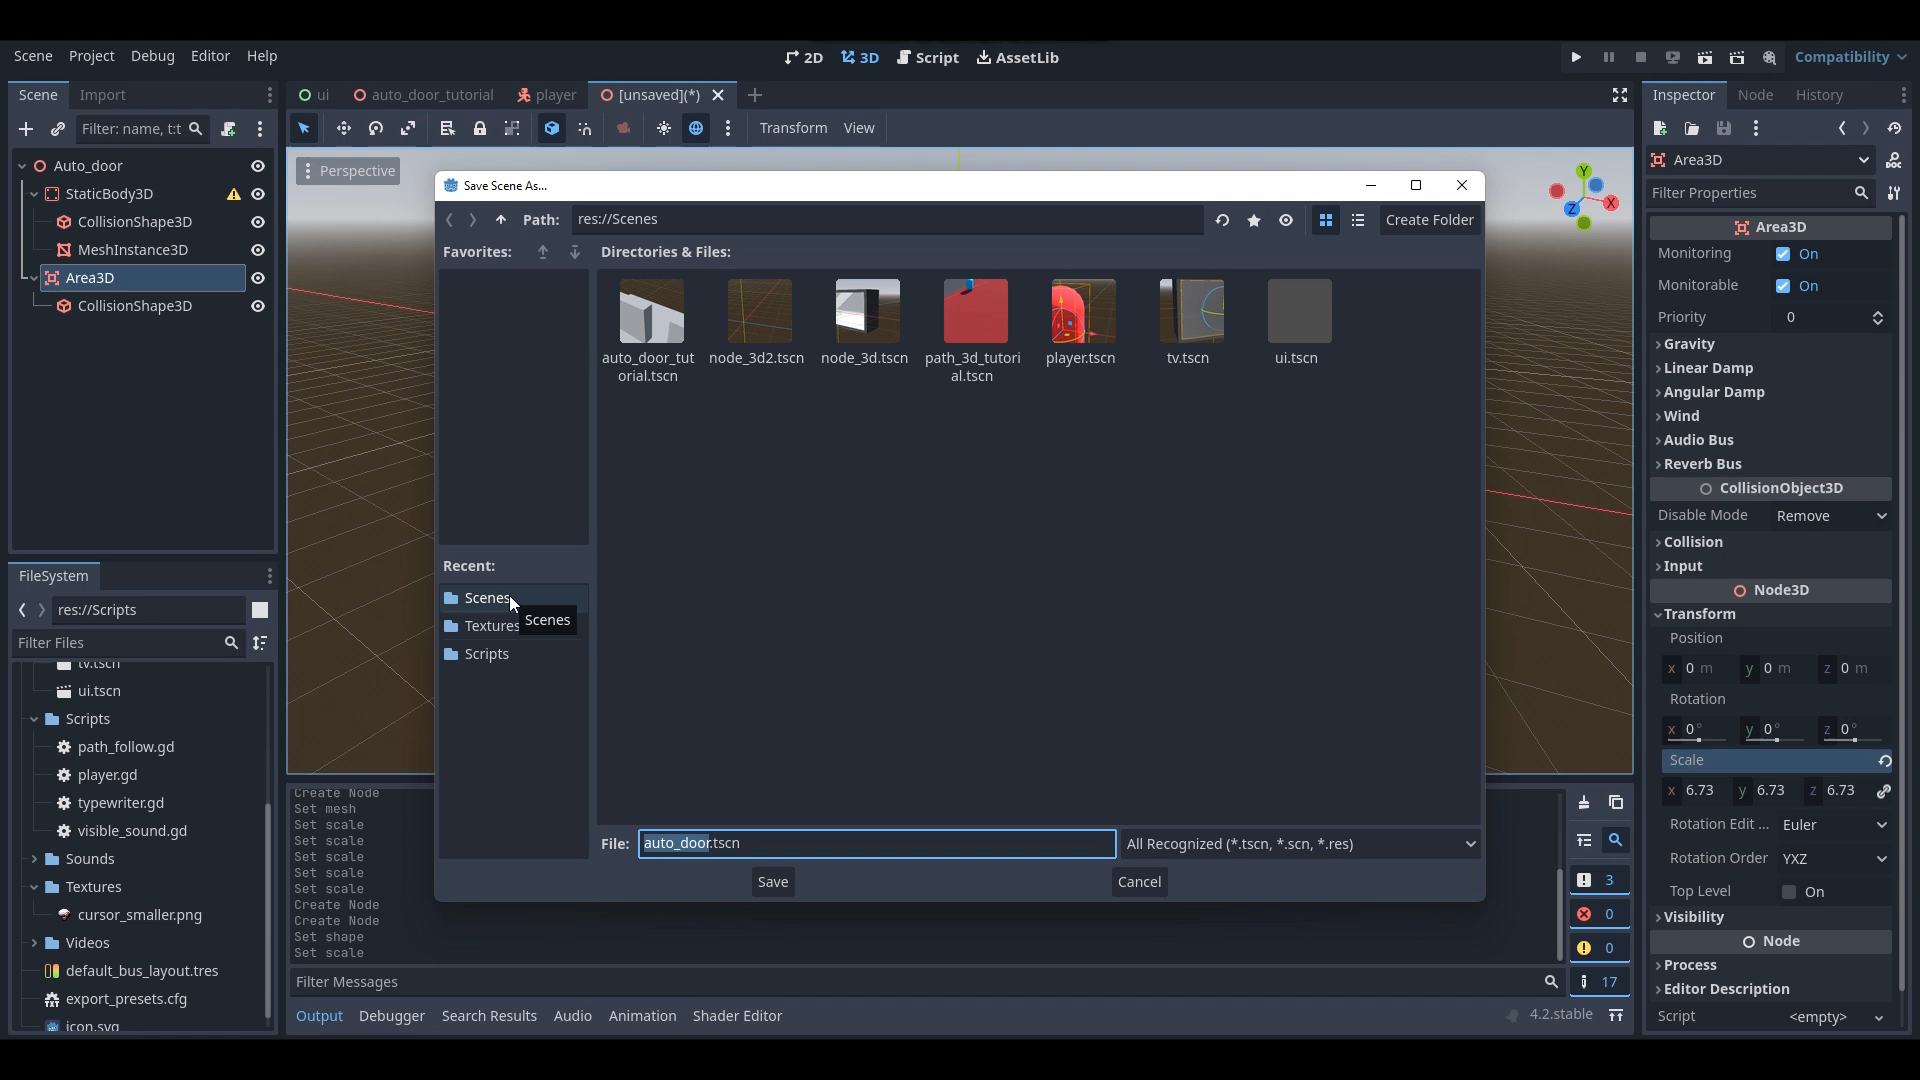 Scene Project Debug Editor Help
2D 3D Script AssetLib
Compatibility
Scene Import
ui auto_door_tutorial player [unsaved](*)
Inspector Node History
Filter: name, t:t
Transform View
Auto_door
StaticBody3D
CollisionShape3D
MeshInstance3D
Area3D
CollisionShape3D
Perspective
Y
X
Z
Save Scene As...
Path: res://Scenes
Create Folder
Favorites:
Directories & Files:
auto_door_tut
orial.tscn
node_3d2.tscn
node_3d.tscn
path_3d_tutori
al.tscn
player.tscn
tv.tscn
ui.tscn
Recent:
Scenes
Scenes
Textures
Scripts
File: auto_door.tscn
All Recognized (*.tscn, *.scn, *.res)
Save
Cancel
FileSystem
res://Scripts
Filter Files
tv.tscn
ui.tscn
Scripts
path_follow.gd
player.gd
typewriter.gd
visible_sound.gd
Sounds
Textures
cursor_smaller.png
Videos
default_bus_layout.tres
export_presets.cfg
icon.svg
Create Node
Set mesh
Set scale
Set scale
Set scale
Set scale
Set scale
Create Node
Create Node
Set shape
Set scale
3
0
0
17
Filter Messages
Output Debugger Search Results Audio Animation Shader Editor
4.2.stable
Area3D
Filter Properties
Area3D
Monitoring On
Monitorable On
Priority 0
Gravity
Linear Damp
Angular Damp
Wind
Audio Bus
Reverb Bus
CollisionObject3D
Disable Mode Remove
Collision
Input
Node3D
Transform
Position
x 0 m y 0 m z 0 m
Rotation
x 0° y 0° z 0°
Scale
x 6.73 y 6.73 z 6.73
Rotation Edit ... Euler
Rotation Order YXZ
Top Level On
Visibility
Node
Process
Editor Description
Script <empty>